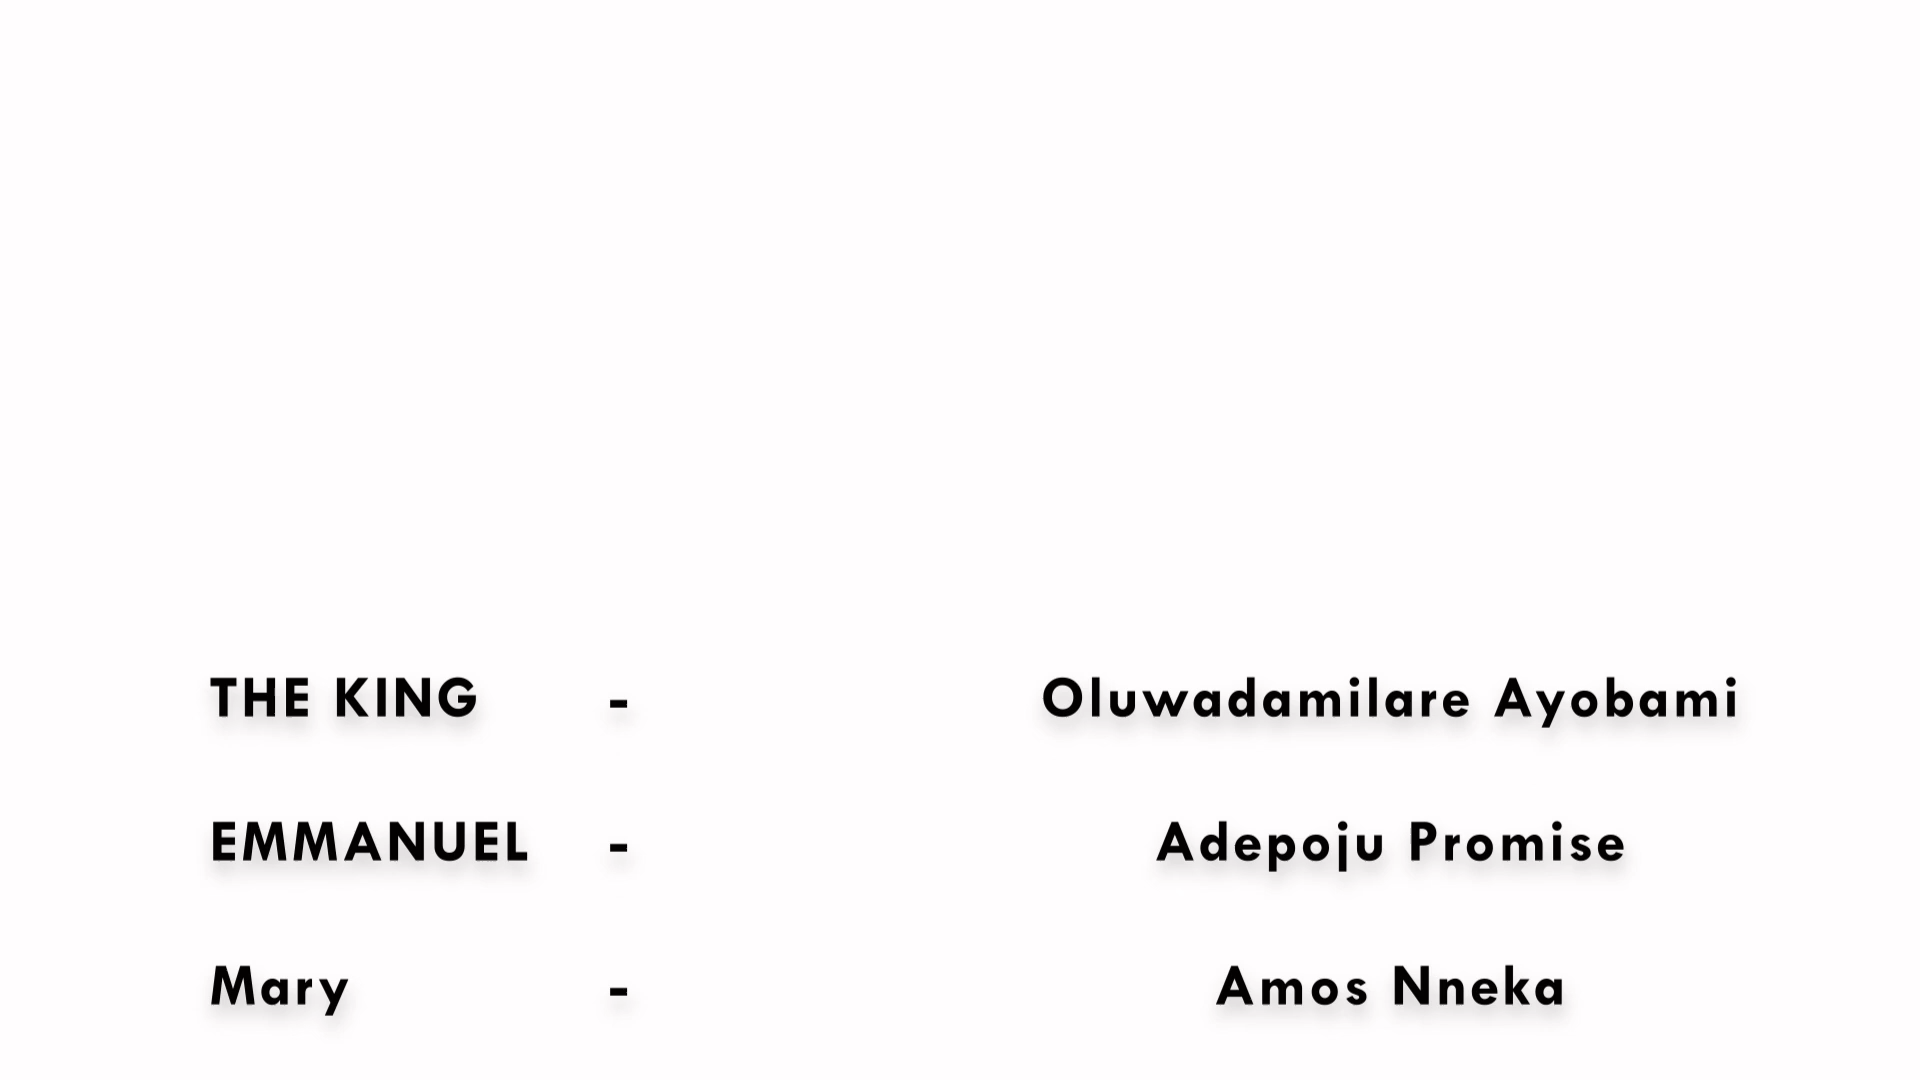 THE KING - Oluwadamilare Ayobami
EMMANUEL - Adepoju Promise
Mary - Amos Nneka